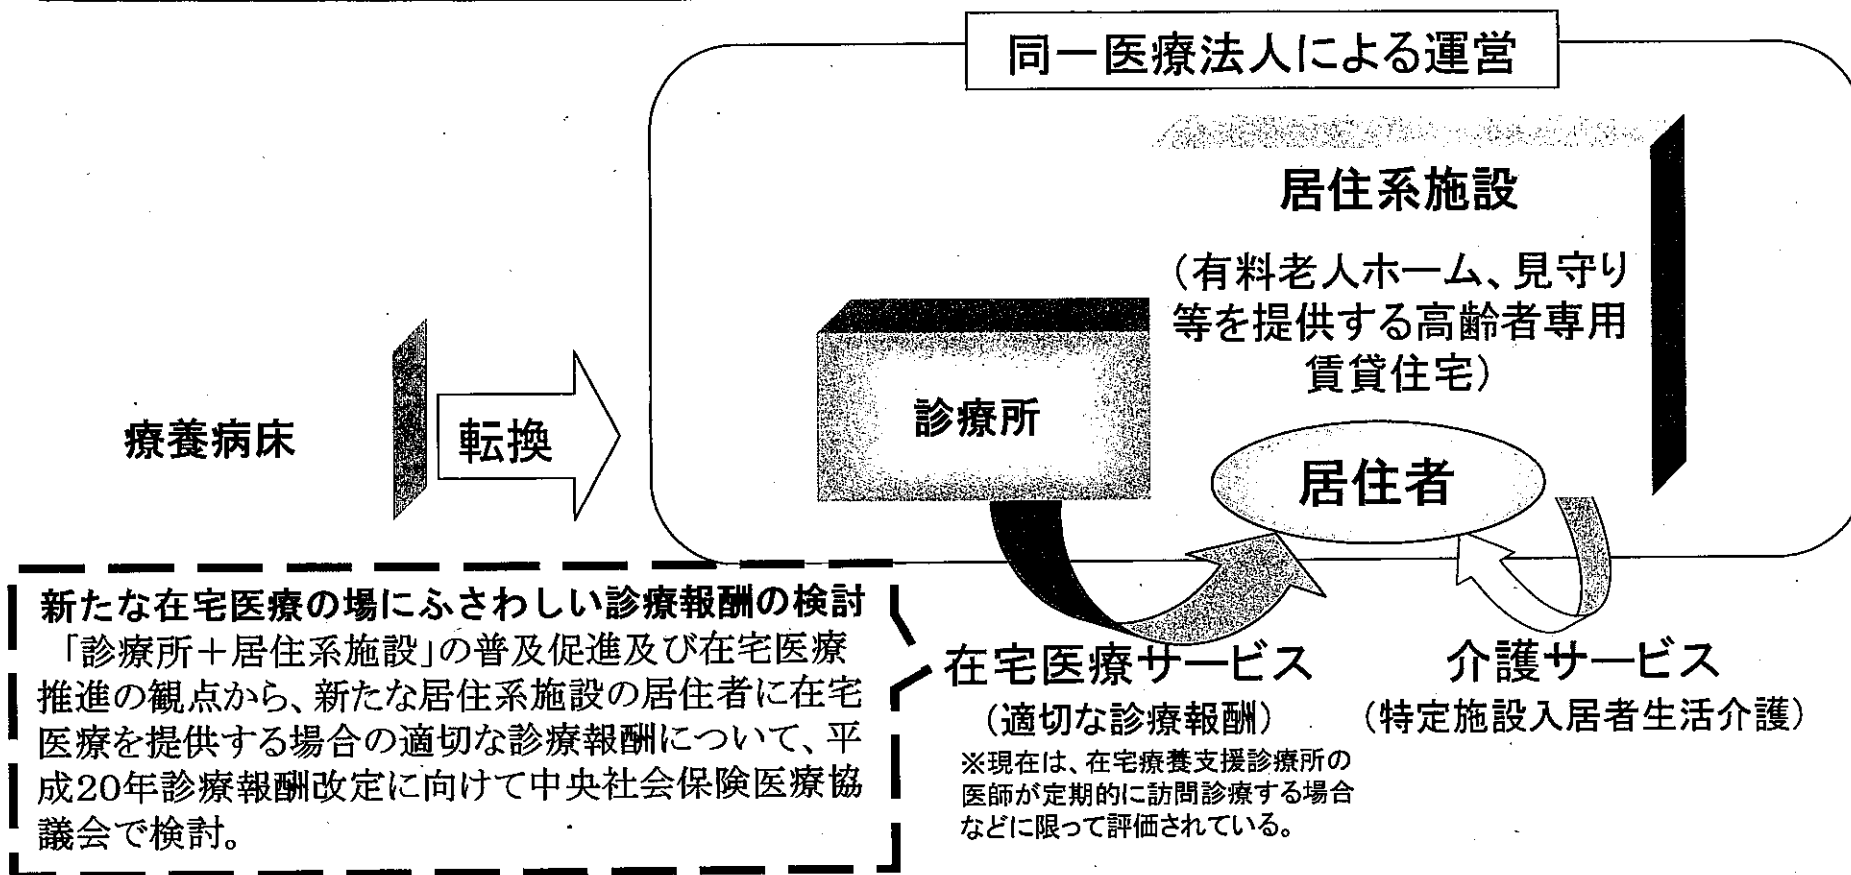 同一医療法人による運営
居住系施設
(有料老人ホーム、見守り
等を提供する高齢者専用
賃貸住宅)
診療所
療養病床
転換
居住者
新たな在宅医療の場にふさわしい診療報酬の検討
「診療所+居住系施設」の普及促進及び在宅医療
推進の観点から、新たな居住系施設の居住者に在宅
医療を提供する場合の適切な診療報酬について、平
成20年診療報酬改定に向けて中央社会保険医療協
議会で検討。
在宅医療サービス
(適切な診療報酬)
※現在は、在宅療養支援診療所の
医師が定期的に訪問診療する場合
などに限って評価されている。
介護サービス
(特定施設入居者生活介護)